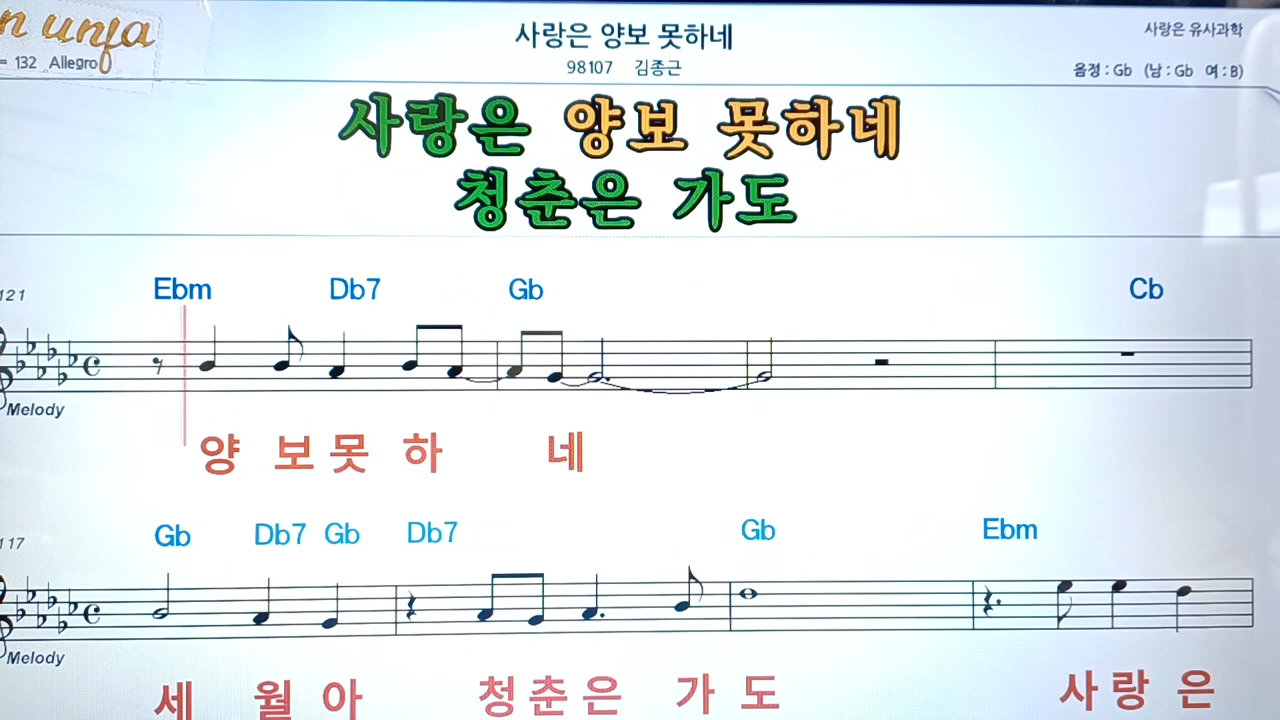 사랑은 양보 못하네
사랑은 유사과학
= 132 Allegro
98107 김종근
음정 : Gb (남 : Gb 여 : B)
사랑은 양보 못하네
청춘은 가도
121
Ebm Db7 Gb Cb
Melody
양 보 못 하 네
117
Gb Db7 Gb Db7 Gb Ebm
Melody
세 월 아 청 춘 은 가 도 사 랑 은